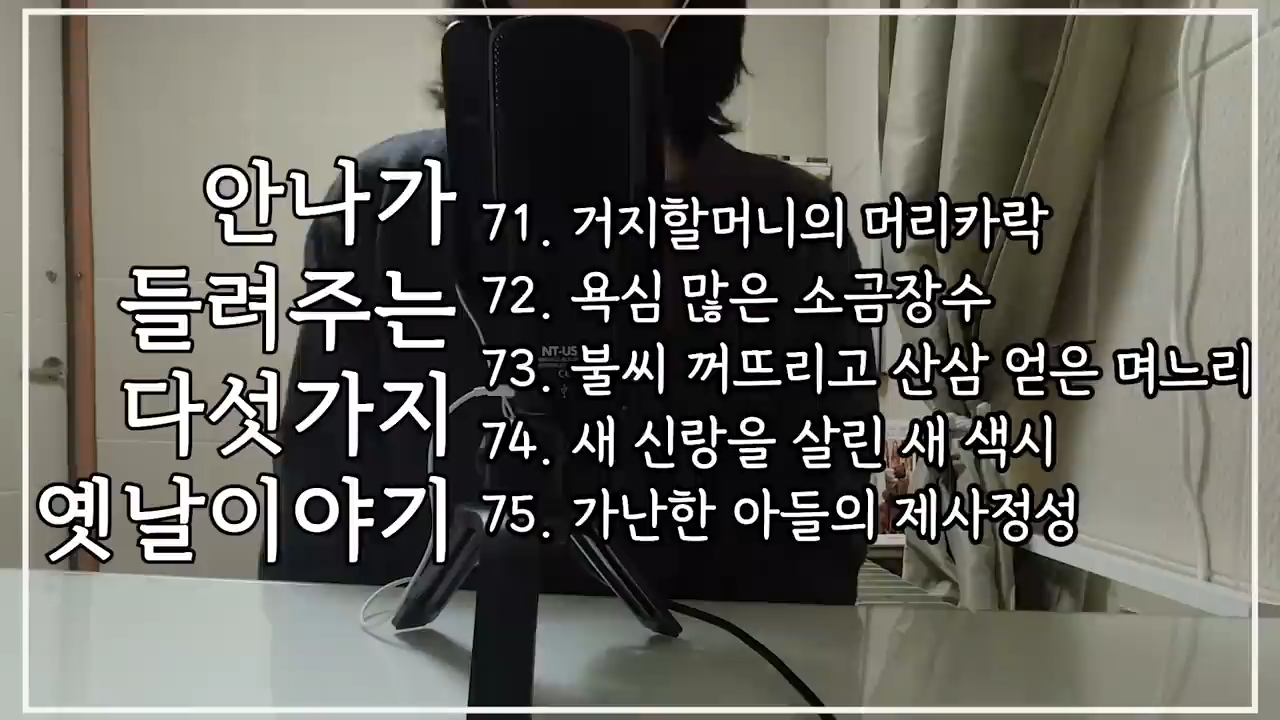 안나가
들려주는
다섯가지
옛날이야기
71. 거지할머니의 머리카락
72. 욕심 많은 소금장수
73. 불씨 꺼뜨리고 산삼 얻은 며느리
74. 새 신랑을 살린 새 색시
75. 가난한 아들의 제사정성
NT-US